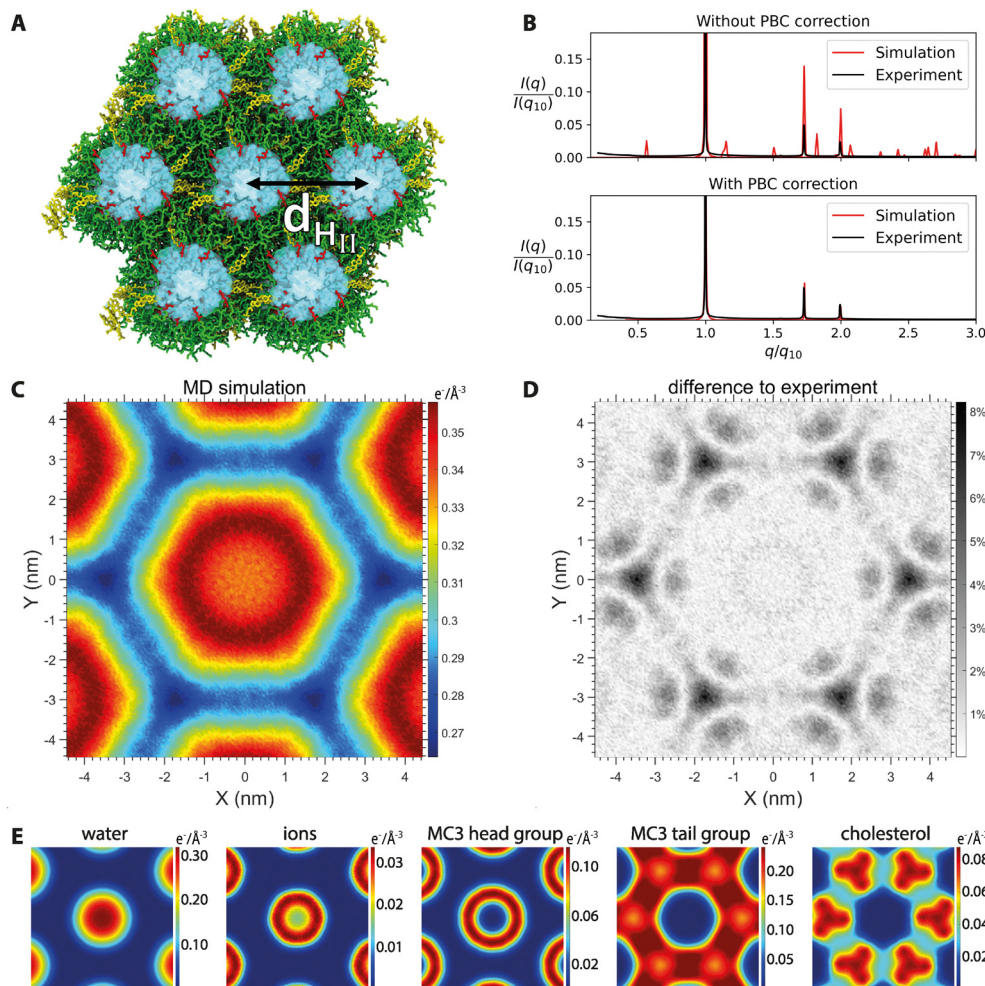 A
d_HII
B
Without PBC correction
I(q)
I(q10)
0.15
0.10
0.05
0.00
Simulation
Experiment
With PBC correction
I(q)
I(q10)
0.15
0.10
0.05
0.00
Simulation
Experiment
0.5 1.0 1.5 2.0 2.5 3.0
q/q10
C
MD simulation
e⁻/Å⁻³
Y (nm)
4
3
2
1
0
-1
-2
-3
-4
-4 -3 -2 -1 0 1 2 3 4
X (nm)
0.35
0.34
0.33
0.32
0.31
0.3
0.29
0.28
0.27
D
difference to experiment
Y (nm)
4
3
2
1
0
-1
-2
-3
-4
-4 -3 -2 -1 0 1 2 3 4
X (nm)
8%
7%
6%
5%
4%
3%
2%
1%
E
water
e⁻/Å⁻³
0.30
0.20
0.10
ions
e⁻/Å⁻³
0.03
0.02
0.01
MC3 head group
e⁻/Å⁻³
0.10
0.06
0.02
MC3 tail group
e⁻/Å⁻³
0.20
0.15
0.10
0.05
cholesterol
e⁻/Å⁻³
0.08
0.06
0.04
0.02